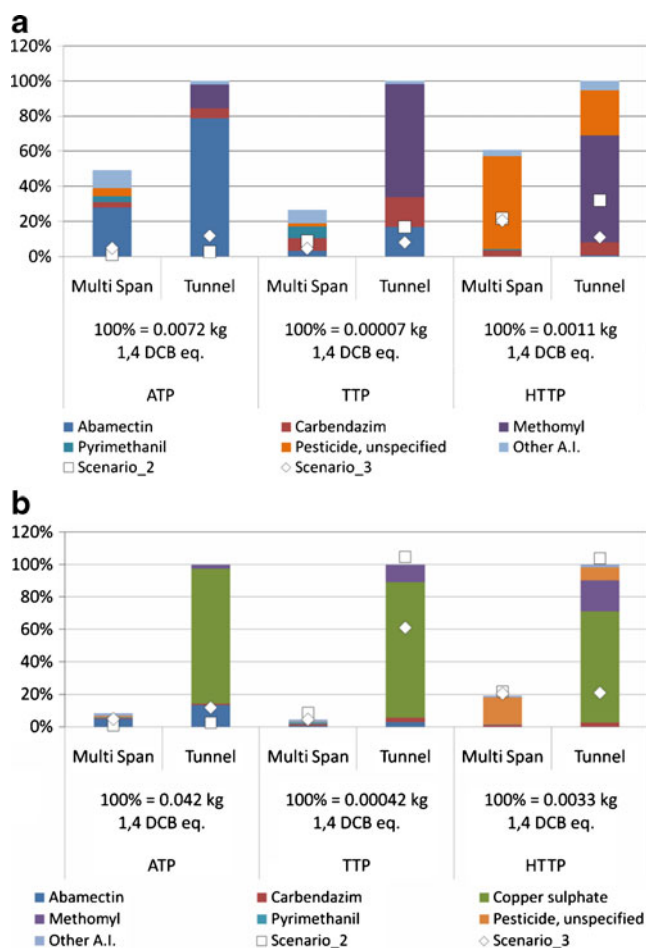 a
120%
100%
80%
60%
40%
20%
0%
Multi Span Tunnel Multi Span Tunnel Multi Span Tunnel
100% = 0.0072 kg 100% = 0.00007 kg 100% = 0.0011 kg
1,4 DCB eq. 1,4 DCB eq. 1,4 DCB eq.
ATP TTP HTTP
Abamectin Carbendazim Methomyl
Pyrimethanil Pesticide, unspecified Other A.I.
Scenario_2 Scenario_3
b
120%
100%
80%
60%
40%
20%
0%
Multi Span Tunnel Multi Span Tunnel Multi Span Tunnel
100% = 0.042 kg 100% = 0.00042 kg 100% = 0.0033 kg
1,4 DCB eq. 1,4 DCB eq. 1,4 DCB eq.
ATP TTP HTTP
Abamectin Carbendazim Copper sulphate
Methomyl Pyrimethanil Pesticide, unspecified
Other A.I. Scenario_2 Scenario_3